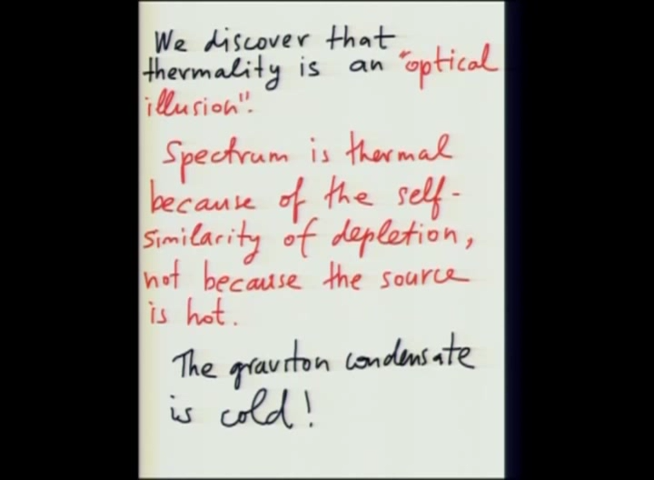 We discover that
thermality is an "optical
illusion".
Spectrum is thermal
because of the self-
similarity of depletion,
not because the source
is hot.
The graviton condensate
is cold!